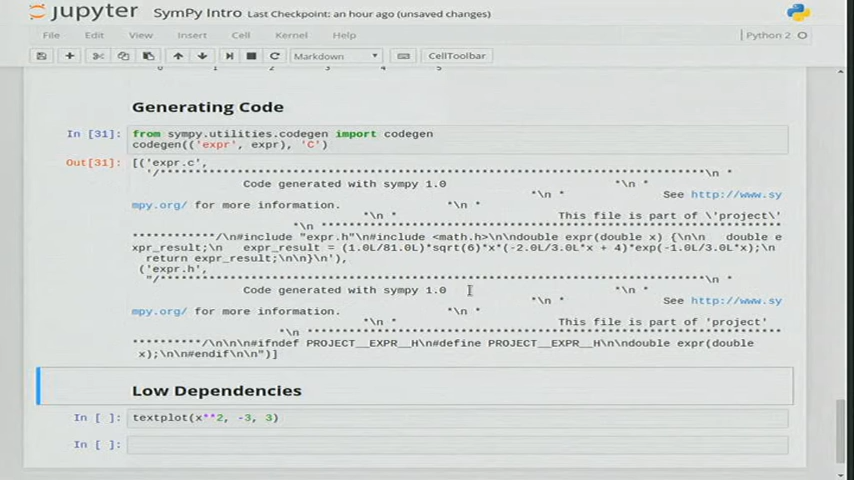 jupyter SymPy Intro Last Checkpoint: an hour ago (unsaved changes)
File Edit View Insert Cell Kernel Help Python 2
Markdown CellToolbar
0 1 2 3 4 5
Generating Code
In [31]: from sympy.utilities.codegen import codegen
codegen(('expr', expr), 'C')
Out[31]: [('expr.c',
'/******************************************************************************\n *
Code generated with sympy 1.0 *\n *
*\n * See http://www.sy
mpy.org/ for more information. *\n *
*\n * This file is part of \'project\'
*\n ******************************************************************
***********/\n#include "expr.h"\n#include <math.h>\n\ndouble expr(double x) {\n\n   double e
xpr_result;\n   expr_result = (1.0L/81.0L)*sqrt(6)*x*(-2.0L/3.0L*x + 4)*exp(-1.0L/3.0L*x);\n
return expr_result;\n\n}\n'),
('expr.h',
"/******************************************************************************\n *
Code generated with sympy 1.0 *\n *
*\n * See http://www.sy
mpy.org/ for more information. *\n *
*\n * This file is part of 'project'
*\n ********************************************************************
**********/\n\n\n#ifndef PROJECT__EXPR__H\n#define PROJECT__EXPR__H\n\ndouble expr(double
x);\n\n#endif\n\n")]
Low Dependencies
In [ ]: textplot(x**2, -3, 3)
In [ ]: